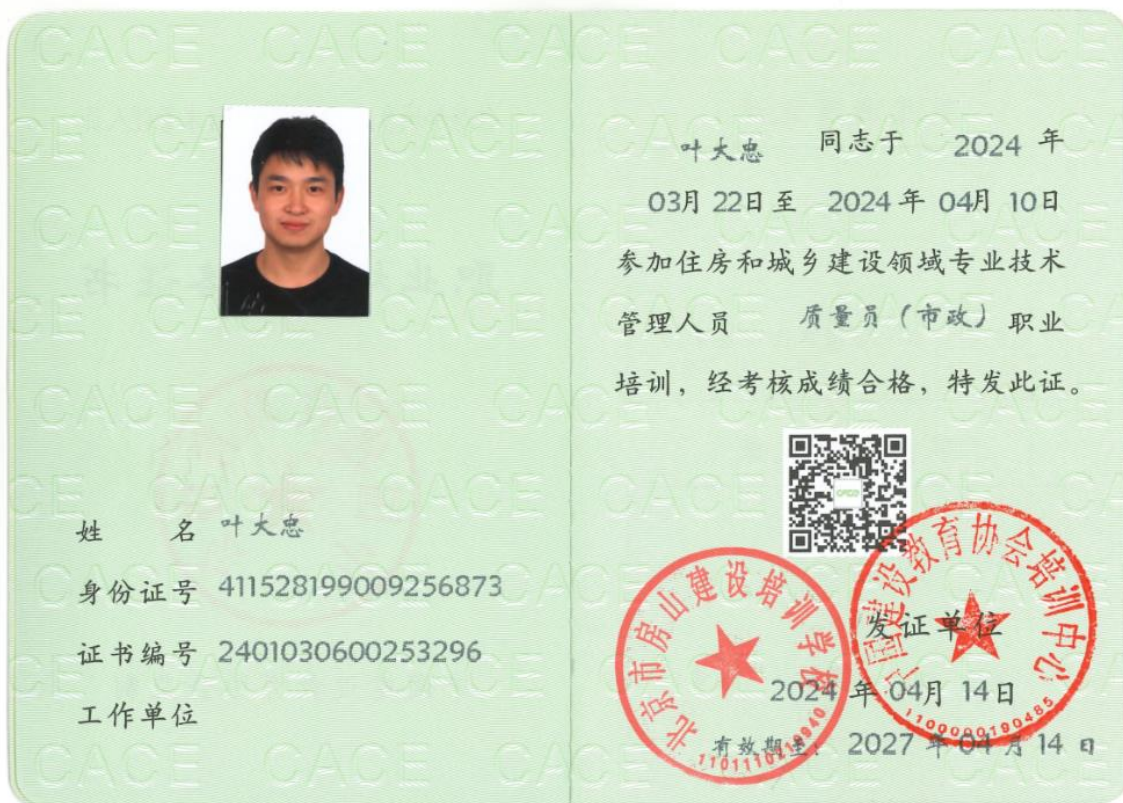 姓 名 叶大忠
身份证号 411528199009256873
证书编号 2401030600253296
工作单位
叶大忠 同志于 2024 年
03月 22日 至 2024 年 04月 10日
参加住房和城乡建设领域专业技术
管理人员 质量员（市政） 职业
培训，经考核成绩合格，特发此证。
发证单位
2024 年 04月 14日
有效期至： 2027 年 04 月 14 日
北京市房山建设培训学校
中国建设教育协会培训中心
1100000190485
CACE